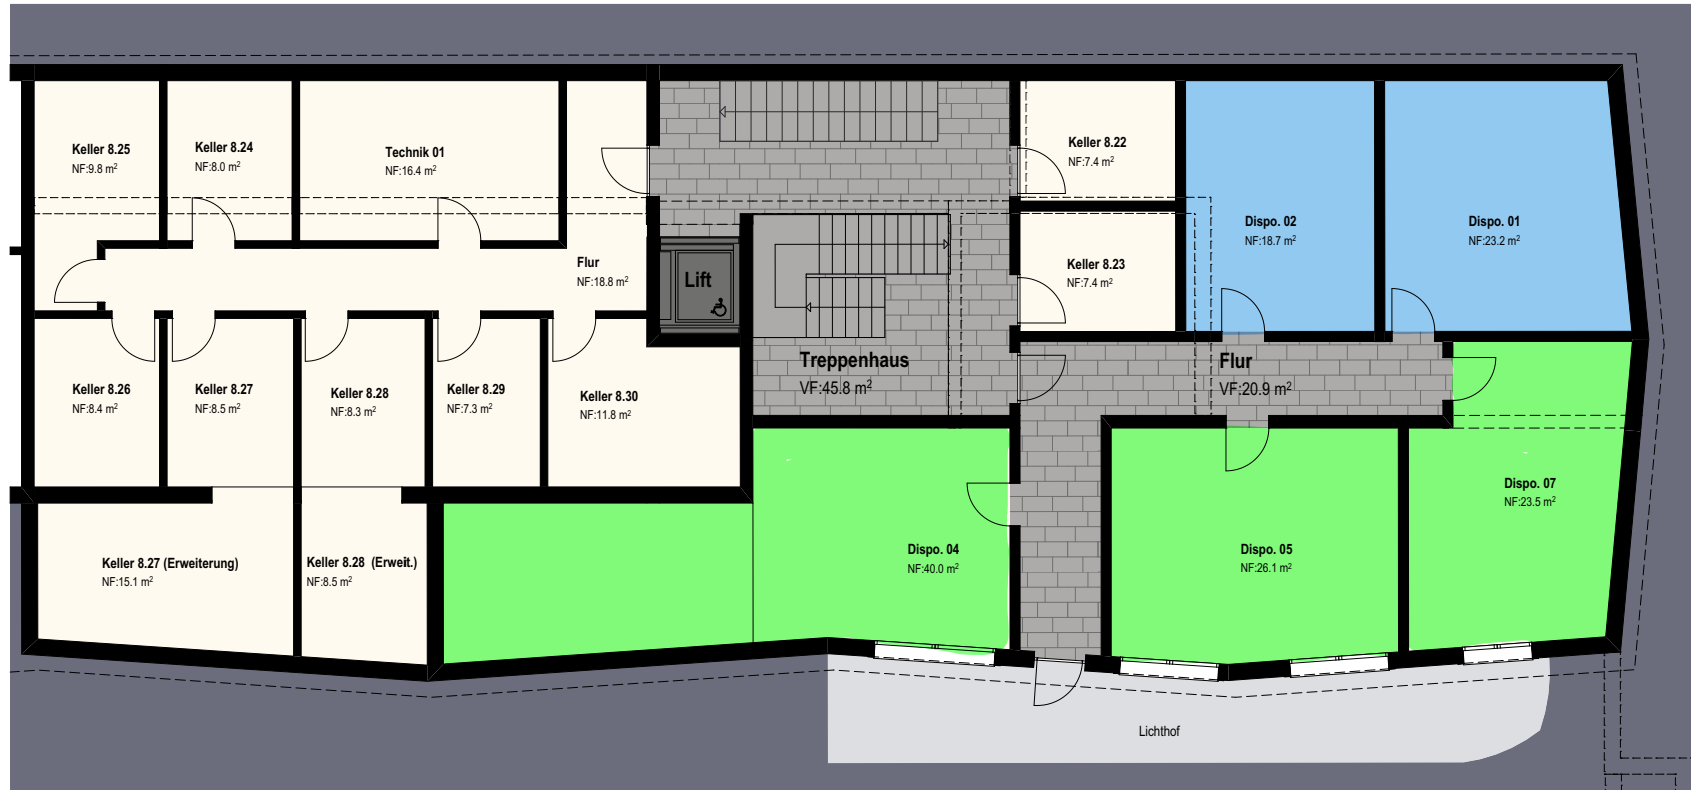 Keller 8.25
NF:9.8 m²
Keller 8.24
NF:8.0 m²
Technik 01
NF:16.4 m²
Keller 8.22
NF:7.4 m²
Dispo. 02
NF:18.7 m²
Dispo. 01
NF:23.2 m²
Flur
NF:18.8 m²
Lift
Keller 8.23
NF:7.4 m²
Treppenhaus
VF:45.8 m²
Flur
VF:20.9 m²
Keller 8.26
NF:8.4 m²
Keller 8.27
NF:8.5 m²
Keller 8.28
NF:8.3 m²
Keller 8.29
NF:7.3 m²
Keller 8.30
NF:11.8 m²
Dispo. 07
NF:23.5 m²
Keller 8.27 (Erweiterung)
NF:15.1 m²
Keller 8.28 (Erweit.)
NF:8.5 m²
Dispo. 04
NF:40.0 m²
Dispo. 05
NF:26.1 m²
Lichthof